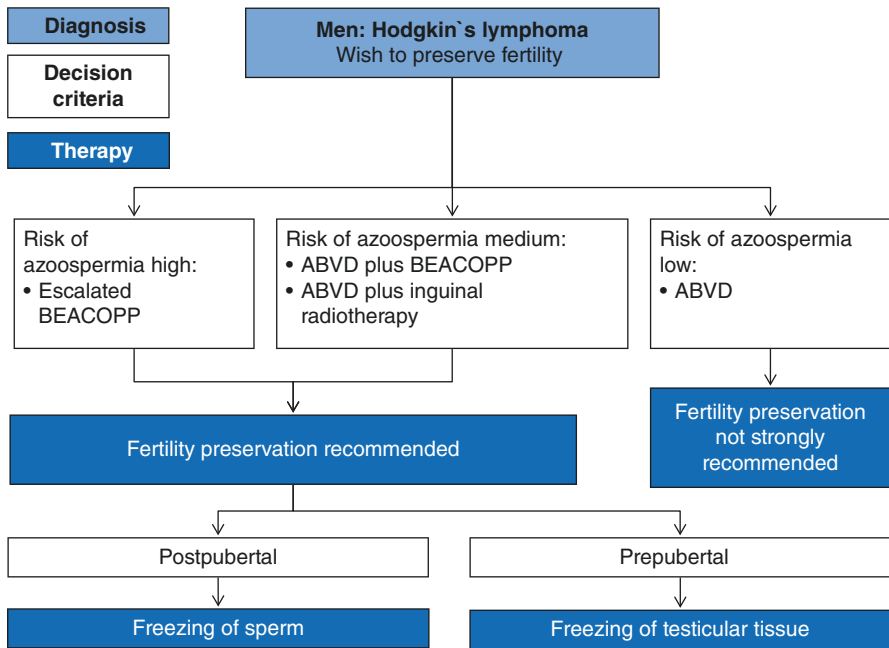 Diagnosis
Decision
criteria
Therapy
Men: Hodgkin`s lymphoma
Wish to preserve fertility
Risk of
azoospermia high:
• Escalated
BEACOPP
Risk of azoospermia medium:
• ABVD plus BEACOPP
• ABVD plus inguinal
radiotherapy
Risk of azoospermia
low:
• ABVD
Fertility preservation recommended
Fertility preservation
not strongly
recommended
Postpubertal
Prepubertal
Freezing of sperm
Freezing of testicular tissue